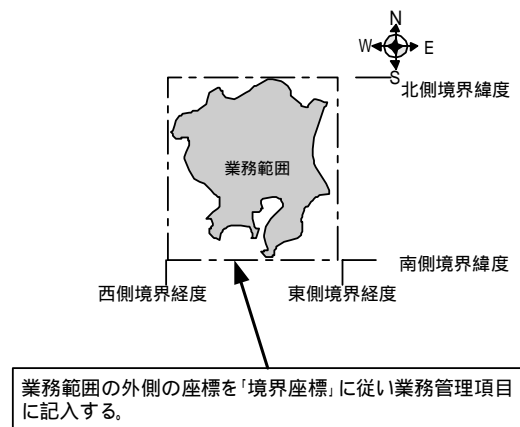 N
W E
S
北側境界緯度
業務範囲
南側境界緯度
西側境界経度 東側境界経度
業務範囲の外側の座標を「境界座標」に従い業務管理項目
に記入する。